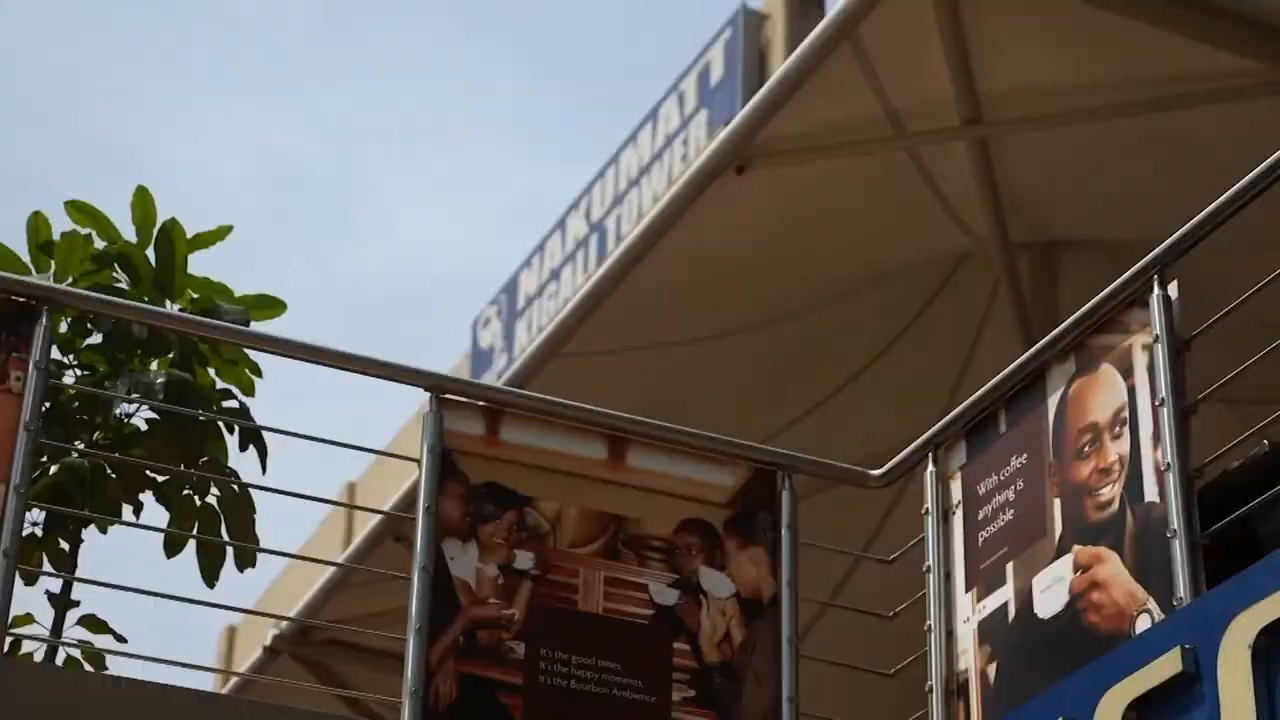 NAKUMATT
KIGALI TOWER
With coffee
anything is
possible
It's the good times,
It's the happy moments,
It's the Bourbon Ambience